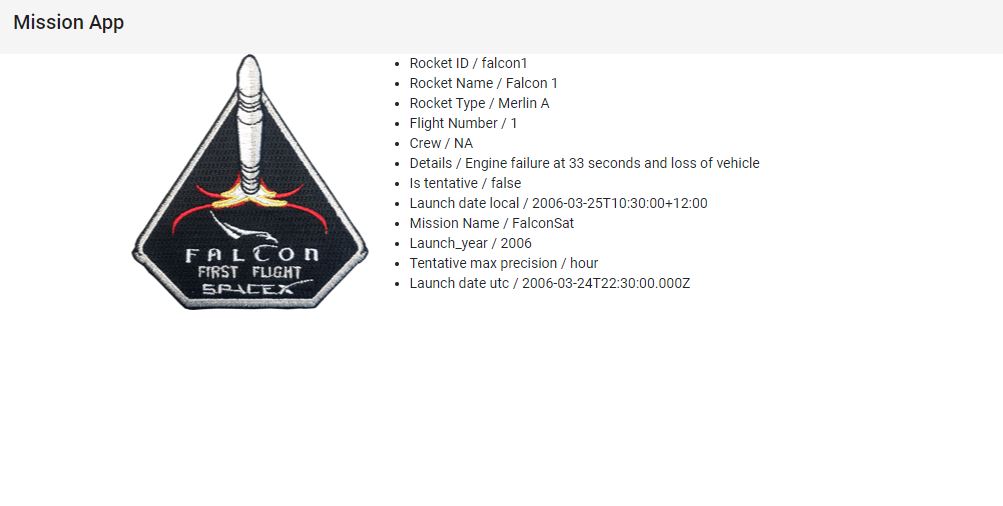 Mission App
FALCON
FIRST FLIGHT
SPACEX
Rocket ID / falcon1
Rocket Name / Falcon 1
Rocket Type / Merlin A
Flight Number / 1
Crew / NA
Details / Engine failure at 33 seconds and loss of vehicle
Is tentative / false
Launch date local / 2006-03-25T10:30:00+12:00
Mission Name / FalconSat
Launch_year / 2006
Tentative max precision / hour
Launch date utc / 2006-03-24T22:30:00.000Z